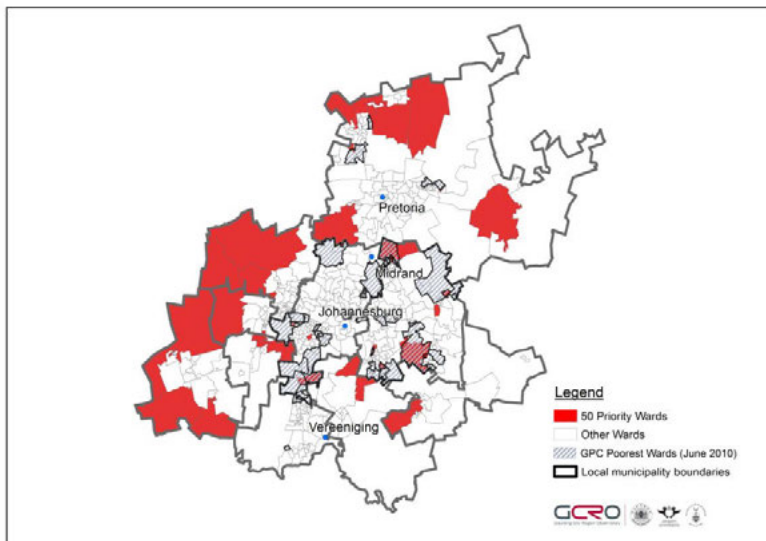 Pretoria
Midrand
Johannesburg
Vereeniging
Legend
50 Priority Wards
Other Wards
GPC Poorest Wards (June 2010)
Local municipality boundaries
GCRO